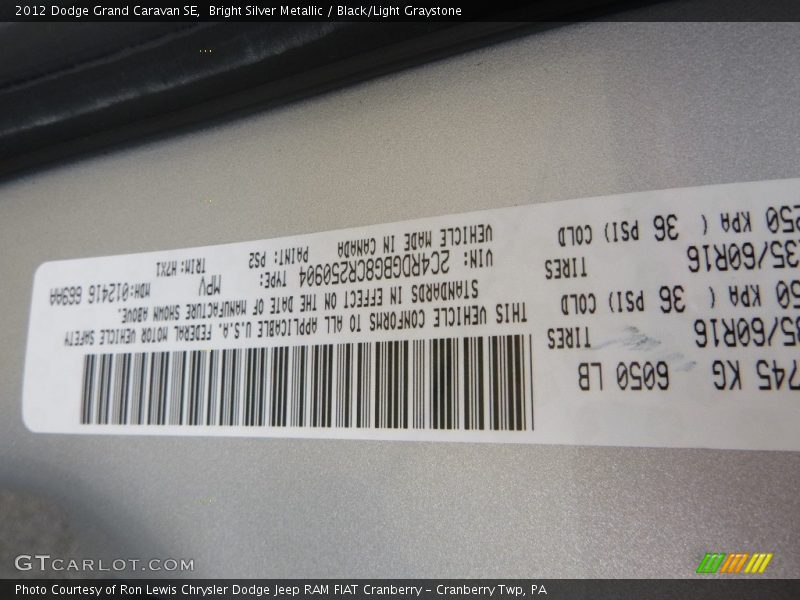 2012 Dodge Grand Caravan SE,  Bright Silver Metallic / Black/Light Graystone
745 KG 6050 LB
5/60R16 TIRES
50 KPA ( 36 PSI) COLD
35/60R16 TIRES
250 KPA ( 36 PSI) COLD
THIS VEHICLE CONFORMS TO ALL APPLICABLE U.S.A. FEDERAL MOTOR VEHICLE SAFETY
STANDARDS IN EFFECT ON THE DATE OF MANUFACTURE SHOWN ABOVE.
VIN: 2C4RDGBG8CR250904 TYPE: MPV MDH:012416 669AA
VEHICLE MADE IN CANADA PAINT: PS2 TRIM: H7X1
GTCARLOT.COM
Photo Courtesy of Ron Lewis Chrysler Dodge Jeep RAM FIAT Cranberry – Cranberry Twp, PA